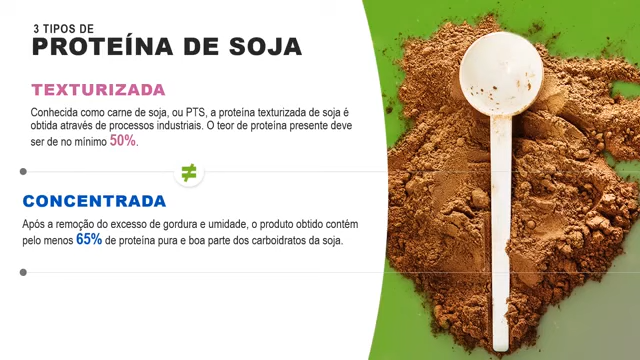 3 TIPOS DE
PROTEÍNA DE SOJA
TEXTURIZADA
Conhecida como carne de soja, ou PTS, a proteína texturizada de soja é
obtida através de processos industriais. O teor de proteína presente deve
ser de no mínimo 50%.
≠
CONCENTRADA
Após a remoção do excesso de gordura e umidade, o produto obtido contém
pelo menos 65% de proteína pura e boa parte dos carboidratos da soja.